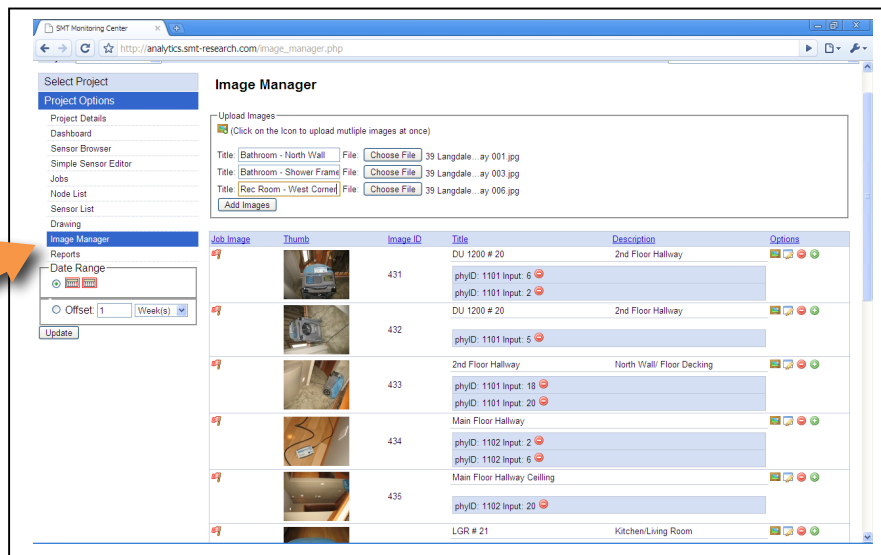 SMT Monitoring Center
http://analytics.smt-research.com/image_manager.php
Select Project
Project Options
Project Details
Dashboard
Sensor Browser
Simple Sensor Editor
Jobs
Node List
Sensor List
Drawing
Image Manager
Reports
Date Range
Offset: 1 Week(s)
Update
Image Manager
Upload Images
(Click on the Icon to upload mutliple images at once)
Title: Bathroom - North Wall File: Choose File 39 Langdale...ay 001.jpg
Title: Bathroom - Shower Frame File: Choose File 39 Langdale...ay 003.jpg
Title: Rec Room - West Corner File: Choose File 39 Langdale...ay 006.jpg
Add Images
Job Image Thumb Image ID Title Description Options
431 DU 1200 # 20 2nd Floor Hallway
phyID: 1101 Input: 6
phyID: 1101 Input: 2
432 DU 1200 # 20 2nd Floor Hallway
phyID: 1101 Input: 5
433 2nd Floor Hallway North Wall/ Floor Decking
phyID: 1101 Input: 18
phyID: 1101 Input: 20
434 Main Floor Hallway
phyID: 1102 Input: 2
phyID: 1102 Input: 6
435 Main Floor Hallway Ceilling
phyID: 1102 Input: 20
LGR # 21 Kitchen/Living Room